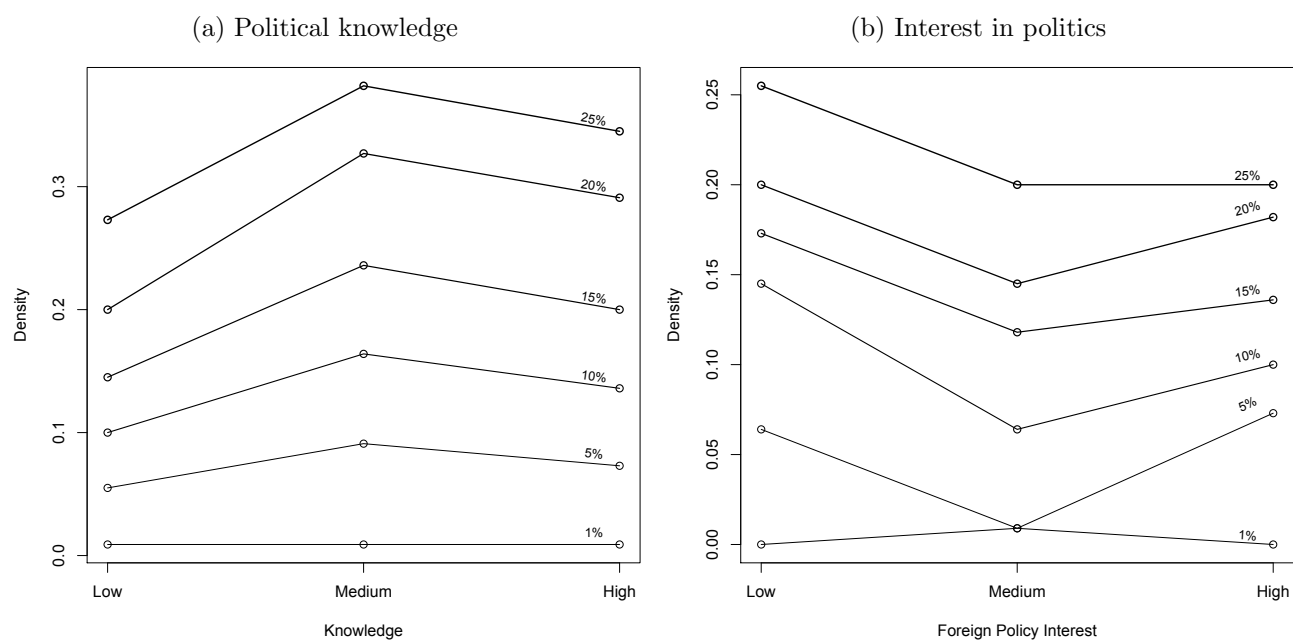 (a) Political knowledge
Density
0.3
0.2
0.1
0.0
25%
20%
15%
10%
5%
1%
Low Medium High
Knowledge
(b) Interest in politics
Density
0.25
0.20
0.15
0.10
0.05
0.00
25%
20%
15%
10%
5%
1%
Low Medium High
Foreign Policy Interest